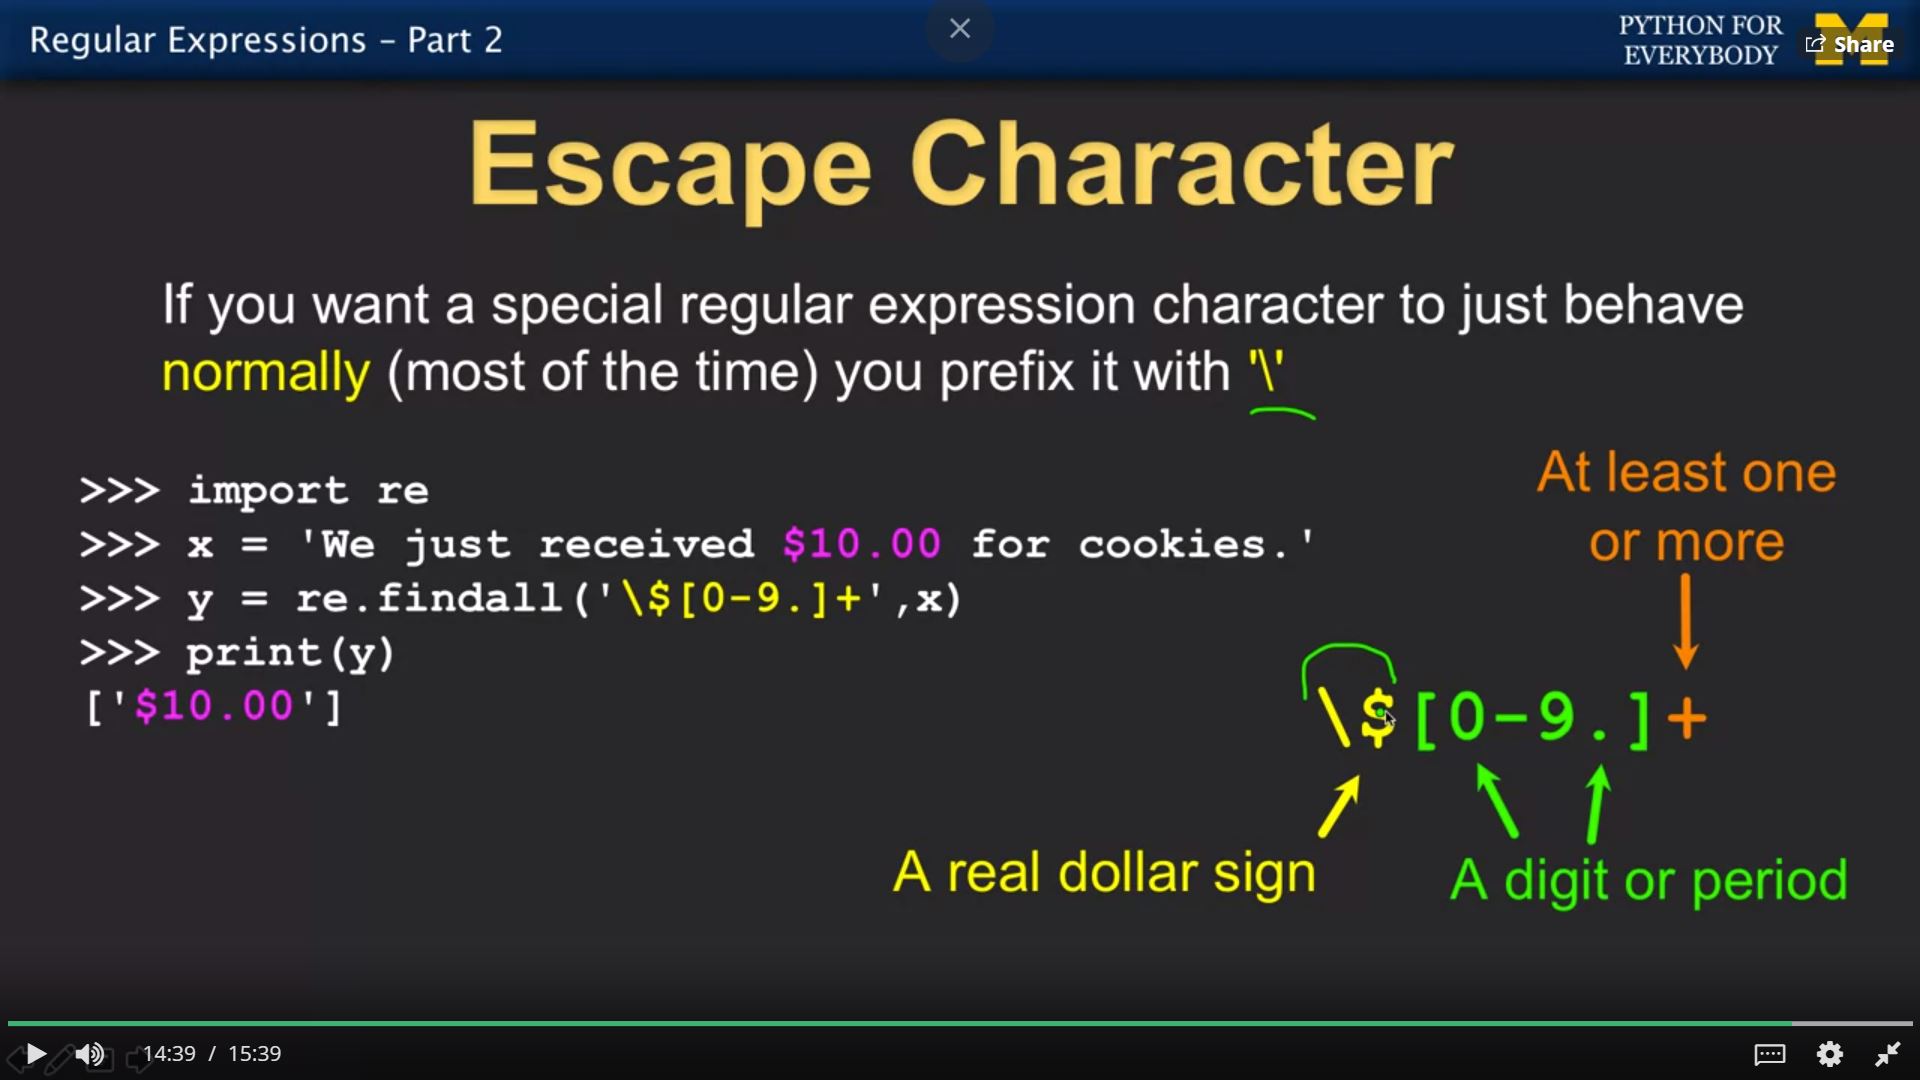 Regular Expressions – Part 2
PYTHON FOR
EVERYBODY
Share
Escape Character
If you want a special regular expression character to just behave
normally (most of the time) you prefix it with '\'
>>> import re
>>> x = 'We just received $10.00 for cookies.'
>>> y = re.findall('\$[0-9.]+',x)
>>> print(y)
['$10.00']
At least one
or more
\$[0-9.]+
A real dollar sign
A digit or period
14:39 / 15:39